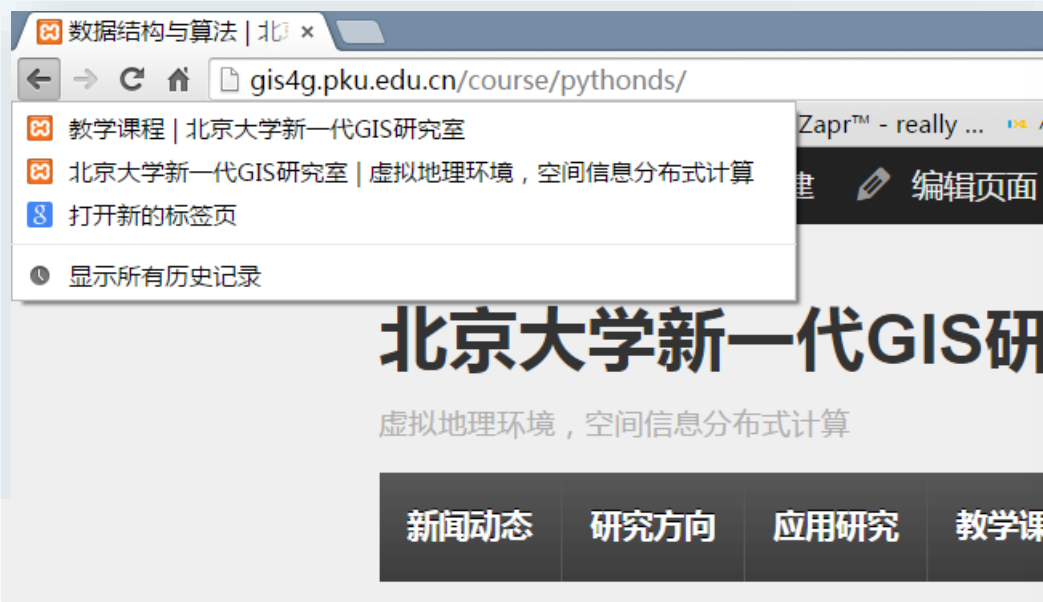 数据结构与算法 | 北
gis4g.pku.edu.cn/course/pythonds/
教学课程 | 北京大学新一代GIS研究室
Zapr™ - really ...
北京大学新一代GIS研究室 | 虚拟地理环境，空间信息分布式计算
建 编辑页面
打开新的标签页
显示所有历史记录
北京大学新一代GIS研
虚拟地理环境，空间信息分布式计算
新闻动态 研究方向 应用研究 教学课